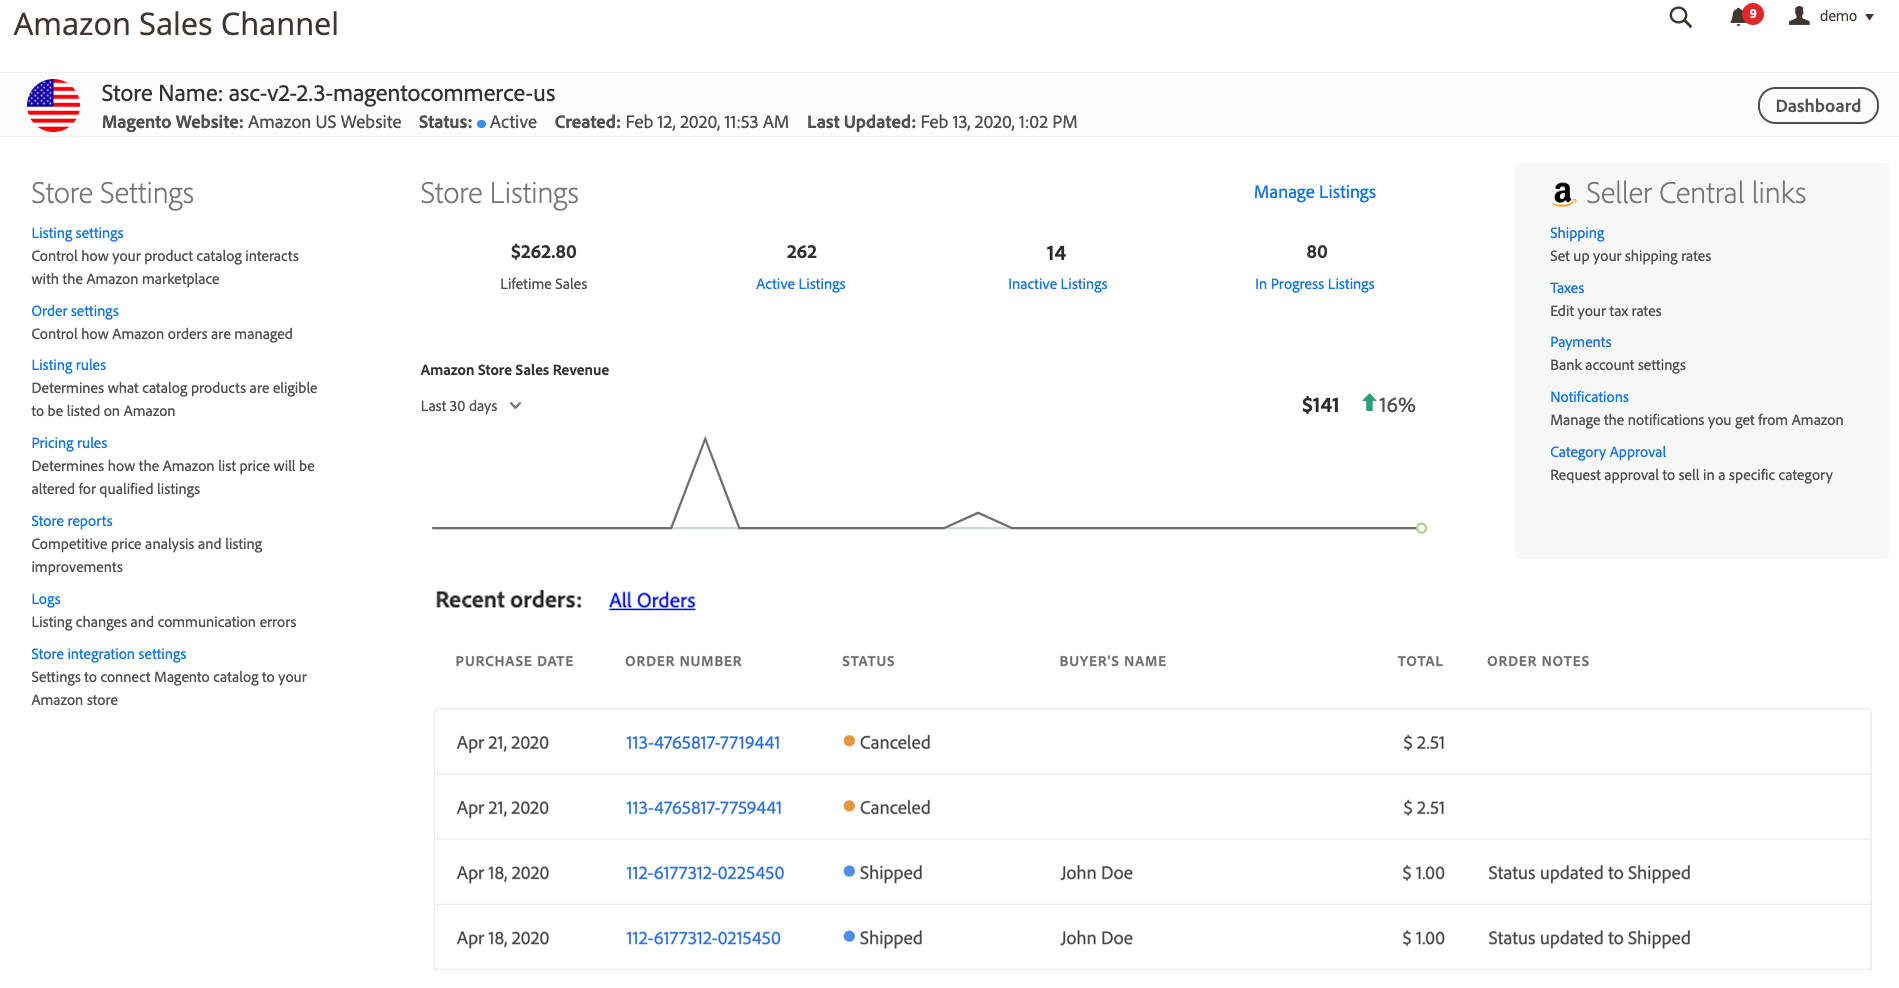 Amazon Sales Channel
9
demo
Store Name: asc-v2-2.3-magentocommerce-us
Magento Website: Amazon US Website Status: Active Created: Feb 12, 2020, 11:53 AM Last Updated: Feb 13, 2020, 1:02 PM
Dashboard
Store Settings
Listing settings
Control how your product catalog interacts
with the Amazon marketplace
Order settings
Control how Amazon orders are managed
Listing rules
Determines what catalog products are eligible
to be listed on Amazon
Pricing rules
Determines how the Amazon list price will be
altered for qualified listings
Store reports
Competitive price analysis and listing
improvements
Logs
Listing changes and communication errors
Store integration settings
Settings to connect Magento catalog to your
Amazon store
Store Listings
Manage Listings
$262.80 262 14 80
Lifetime Sales Active Listings Inactive Listings In Progress Listings
Amazon Store Sales Revenue
Last 30 days
$141 16%
a Seller Central links
Shipping
Set up your shipping rates
Taxes
Edit your tax rates
Payments
Bank account settings
Notifications
Manage the notifications you get from Amazon
Category Approval
Request approval to sell in a specific category
Recent orders: All Orders
PURCHASE DATE ORDER NUMBER STATUS BUYER'S NAME TOTAL ORDER NOTES
Apr 21, 2020 113-4765817-7719441 Canceled $ 2.51
Apr 21, 2020 113-4765817-7759441 Canceled $ 2.51
Apr 18, 2020 112-6177312-0225450 Shipped John Doe $ 1.00 Status updated to Shipped
Apr 18, 2020 112-6177312-0215450 Shipped John Doe $ 1.00 Status updated to Shipped